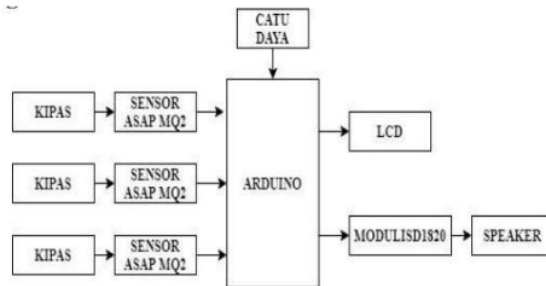 CATU
DAYA
KIPAS
SENSOR
ASAP MQ2
KIPAS
SENSOR
ASAP MQ2
KIPAS
SENSOR
ASAP MQ2
ARDUINO
LCD
MODULISD1820
SPEAKER